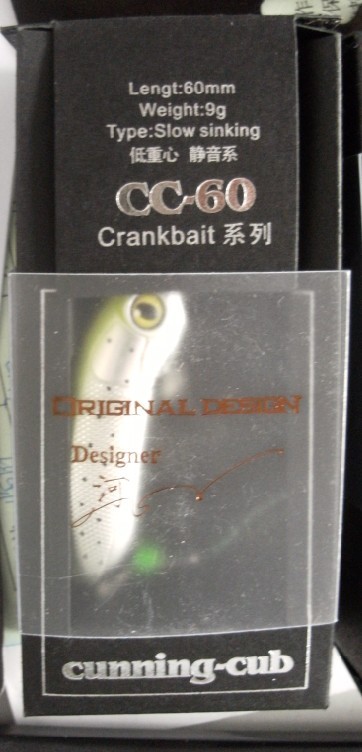 Lengt:60mm
Weight:9g
Type:Slow sinking
低重心 静音系
CC-60
Crankbait 系列
ORIGINAL DESIGN
Designer
cunning-cub